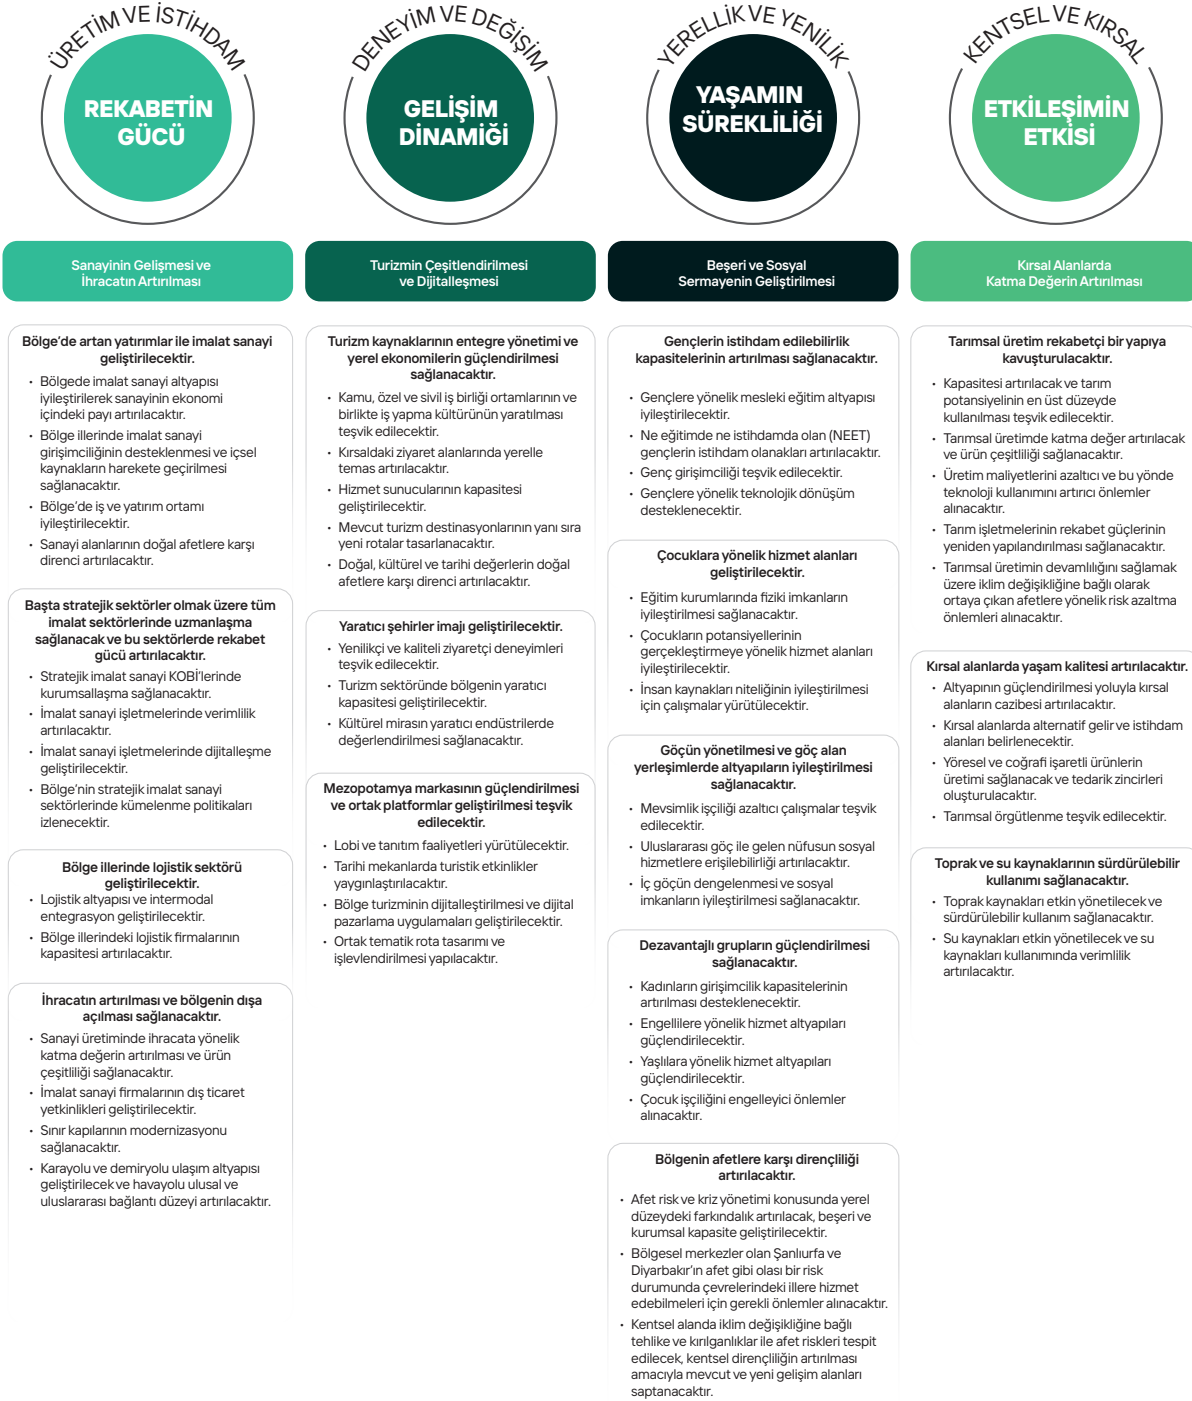 ÜRETİM VE İSTİHDAM
REKABETİN
GÜCÜ
Sanayinin Gelişmesi ve
İhracatın Artırılması
Bölge’de artan yatırımlar ile imalat sanayi
geliştirilecektir.
• Bölgede imalat sanayi altyapısı
iyileştirilerek sanayinin ekonomi
içindeki payı artırılacaktır.
• Bölge illerinde imalat sanayi
girişimciliğinin desteklenmesi ve içsel
kaynakların harekete geçirilmesi
sağlanacaktır.
• Bölge’de iş ve yatırım ortamı
iyileştirilecektir.
• Sanayi alanlarının doğal afetlere karşı
direnci artırılacaktır.
Başta stratejik sektörler olmak üzere tüm
imalat sektörlerinde uzmanlaşma
sağlanacak ve bu sektörlerde rekabet
gücü artırılacaktır.
• Stratejik imalat sanayi KOBİ’lerinde
kurumsallaşma sağlanacaktır.
• İmalat sanayi işletmelerinde verimlilik
artırılacaktır.
• İmalat sanayi işletmelerinde dijitalleşme
geliştirilecektir.
• Bölge’nin stratejik imalat sanayi
sektörlerinde kümelenme politikaları
izlenecektir.
Bölge illerinde lojistik sektörü
geliştirilecektir.
• Lojistik altyapısı ve intermodal
entegrasyon geliştirilecektir.
• Bölge illerindeki lojistik firmalarının
kapasitesi artırılacaktır.
İhracatın artırılması ve bölgenin dışa
açılması sağlanacaktır.
• Sanayi üretiminde ihracata yönelik
katma değerin artırılması ve ürün
çeşitliliği sağlanacaktır.
• İmalat sanayi firmalarının dış ticaret
yetkinlikleri geliştirilecektir.
• Sınır kapılarının modernizasyonu
sağlanacaktır.
• Karayolu ve demiryolu ulaşım altyapısı
geliştirilecek ve havayolu ulusal ve
uluslararası bağlantı düzeyi artırılacaktır.
DENEYİM VE DEĞİŞİM
GELİŞİM
DİNAMİĞİ
Turizmin Çeşitlendirilmesi
ve Dijitalleşmesi
Turizm kaynaklarının entegre yönetimi ve
yerel ekonomilerin güçlendirilmesi
sağlanacaktır.
• Kamu, özel ve sivil iş birliği ortamlarının ve
birlikte iş yapma kültürünün yaratılması
teşvik edilecektir.
• Kırsaldaki ziyaret alanlarında yerelle
temas artırılacaktır.
• Hizmet sunucularının kapasitesi
geliştirilecektir.
• Mevcut turizm destinasyonlarının yanı sıra
yeni rotalar tasarlanacaktır.
• Doğal, kültürel ve tarihi değerlerin doğal
afetlere karşı direnci artırılacaktır.
Yaratıcı şehirler imajı geliştirilecektir.
• Yenilikçi ve kaliteli ziyaretçi deneyimleri
teşvik edilecektir.
• Turizm sektöründe bölgenin yaratıcı
kapasitesi geliştirilecektir.
• Kültürel mirasın yaratıcı endüstrilerde
değerlendirilmesi sağlanacaktır.
Mezopotamya markasının güçlendirilmesi
ve ortak platformlar geliştirilmesi teşvik
edilecektir.
• Lobi ve tanıtım faaliyetleri yürütülecektir.
• Tarihi mekanlarda turistik etkinlikler
yaygınlaştırılacaktır.
• Bölge turizminin dijitalleştirilmesi ve dijital
pazarlama uygulamaları geliştirilecektir.
• Ortak tematik rota tasarımı ve
işlevlendirilmesi yapılacaktır.
YERELLİK VE YENİLİK
YAŞAMIN
SÜREKLİLİĞİ
Beşeri ve Sosyal
Sermayenin Geliştirilmesi
Gençlerin istihdam edilebilirlik
kapasitelerinin artırılması sağlanacaktır.
• Gençlere yönelik mesleki eğitim altyapısı
iyileştirilecektir.
• Ne eğitimde ne istihdamda olan (NEET)
gençlerin istihdam olanakları artırılacaktır.
• Genç girişimciliği teşvik edilecektir.
• Gençlere yönelik teknolojik dönüşüm
desteklenecektir.
Çocuklara yönelik hizmet alanları
geliştirilecektir.
• Eğitim kurumlarında fiziki imkanların
iyileştirilmesi sağlanacaktır.
• Çocukların potansiyellerinin
gerçekleştirmeye yönelik hizmet alanları
iyileştirilecektir.
• İnsan kaynakları niteliğinin iyileştirilmesi
için çalışmalar yürütülecektir.
Göçün yönetilmesi ve göç alan
yerleşimlerde altyapıların iyileştirilmesi
sağlanacaktır.
• Mevsimlik işçiliği azaltıcı çalışmalar teşvik
edilecektir.
• Uluslararası göç ile gelen nüfusun sosyal
hizmetlere erişilebilirliği artırılacaktır.
• İç göçün dengelenmesi ve sosyal
imkanların iyileştirilmesi sağlanacaktır.
Dezavantajlı grupların güçlendirilmesi
sağlanacaktır.
• Kadınların girişimcilik kapasitelerinin
artırılması desteklenecektir.
• Engellilere yönelik hizmet altyapıları
güçlendirilecektir.
• Yaşlılara yönelik hizmet altyapıları
güçlendirilecektir.
• Çocuk işçiliğini engelleyici önlemler
alınacaktır.
Bölgenin afetlere karşı dirençliliği
artırılacaktır.
• Afet risk ve kriz yönetimi konusunda yerel
düzeydeki farkındalık artırılacak, beşeri ve
kurumsal kapasite geliştirilecektir.
• Bölgesel merkezler olan Şanlıurfa ve
Diyarbakır’ın afet gibi olası bir risk
durumunda çevrelerindeki illere hizmet
edebilmeleri için gerekli önlemler alınacaktır.
• Kentsel alanda iklim değişikliğine bağlı
tehlike ve kırılganlıklar ile afet riskleri tespit
edilecek, kentsel dirençliliğin artırılması
amacıyla mevcut ve yeni gelişim alanları
saptanacaktır.
KENTSEL VE KIRSAL
ETKİLEŞİMİN
ETKİSİ
Kırsal Alanlarda
Katma Değerin Artırılması
Tarımsal üretim rekabetçi bir yapıya
kavuşturulacaktır.
• Kapasitesi artırılacak ve tarım
potansiyelinin en üst düzeyde
kullanılması teşvik edilecektir.
• Tarımsal üretimde katma değer artırılacak
ve ürün çeşitliliği sağlanacaktır.
• Üretim maliyetlerini azaltıcı ve bu yönde
teknoloji kullanımını artırıcı önlemler
alınacaktır.
• Tarım işletmelerinin rekabet güçlerinin
yeniden yapılandırılması sağlanacaktır.
• Tarımsal üretimin devamlılığını sağlamak
üzere iklim değişikliğine bağlı olarak
ortaya çıkan afetlere yönelik risk azaltma
önlemleri alınacaktır.
Kırsal alanlarda yaşam kalitesi artırılacaktır.
• Altyapının güçlendirilmesi yoluyla kırsal
alanların cazibesi artırılacaktır.
• Kırsal alanlarda alternatif gelir ve istihdam
alanları belirlenecektir.
• Yöresel ve coğrafi işaretli ürünlerin
üretimi sağlanacak ve tedarik zincirleri
oluşturulacaktır.
• Tarımsal örgütlenme teşvik edilecektir.
Toprak ve su kaynaklarının sürdürülebilir
kullanımı sağlanacaktır.
• Toprak kaynakları etkin yönetilecek ve
sürdürülebilir kullanım sağlanacaktır.
• Su kaynakları etkin yönetilecek ve su
kaynakları kullanımında verimlilik
artırılacaktır.